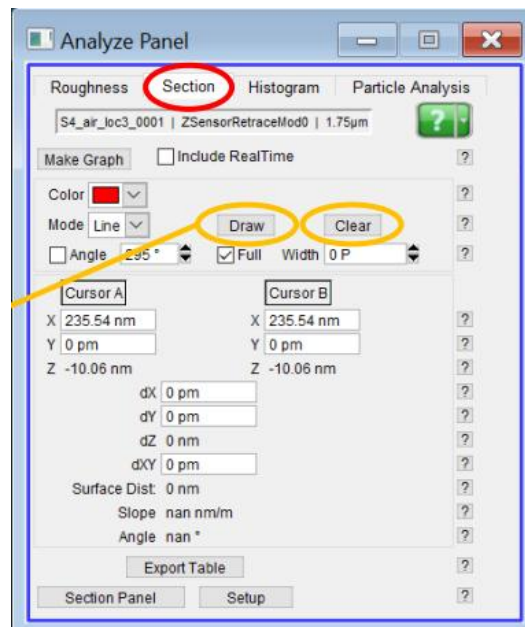 Analyze Panel
Roughness Section Histogram Particle Analysis
S4_air_loc3_0001 | ZSensorRetraceMod0 | 1.75µm ?
Make Graph Include RealTime ?
Color ?
Mode Line Draw Clear ?
Angle 295 ° Full Width 0 P ?
Cursor A Cursor B
X 235.54 nm X 235.54 nm ?
Y 0 pm Y 0 pm ?
Z -10.06 nm Z -10.06 nm ?
dX 0 pm ?
dY 0 pm ?
dZ 0 nm ?
dXY 0 pm ?
Surface Dist: 0 nm ?
Slope nan nm/m ?
Angle nan ° ?
Export Table ?
Section Panel Setup ?